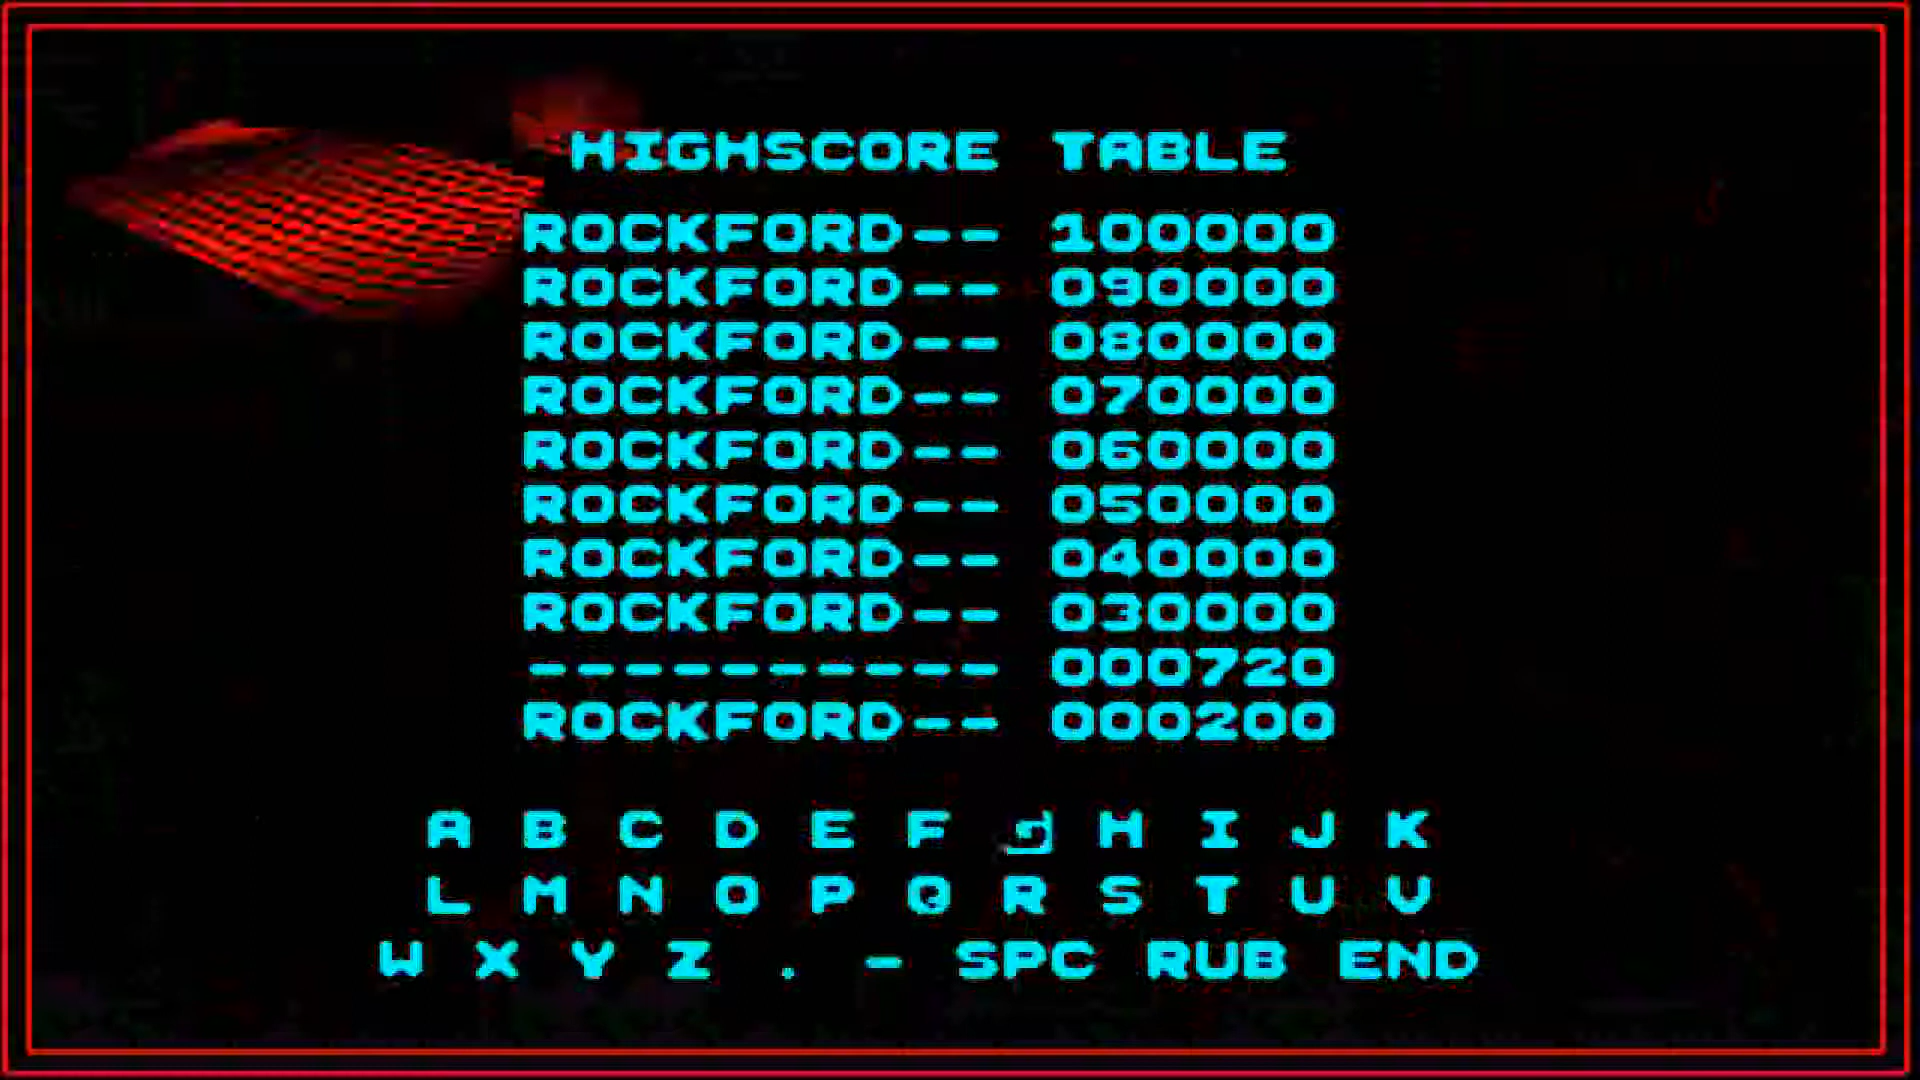 HIGHSCORE TABLE
ROCKFORD-- 100000
ROCKFORD-- 090000
ROCKFORD-- 080000
ROCKFORD-- 070000
ROCKFORD-- 060000
ROCKFORD-- 050000
ROCKFORD-- 040000
ROCKFORD-- 030000
---------- 000720
ROCKFORD-- 000200
A B C D E F G H I J K
L M N O P Q R S T U V
W X Y Z . - SPC RUB END